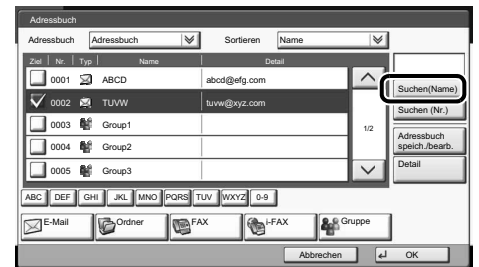 Adressbuch
Adressbuch Adressbuch Sortieren Name
Ziel Nr. Typ Name Detail
0001 ABCD abcd@efg.com
0002 TUVW tuvw@xyz.com
0003 Group1
0004 Group2
0005 Group3
1/2
Suchen(Name)
Suchen (Nr.)
Adressbuch
speich./bearb.
Detail
ABC DEF GHI JKL MNO PQRS TUV WXYZ 0-9
E-Mail Ordner FAX i-FAX Gruppe
Abbrechen OK